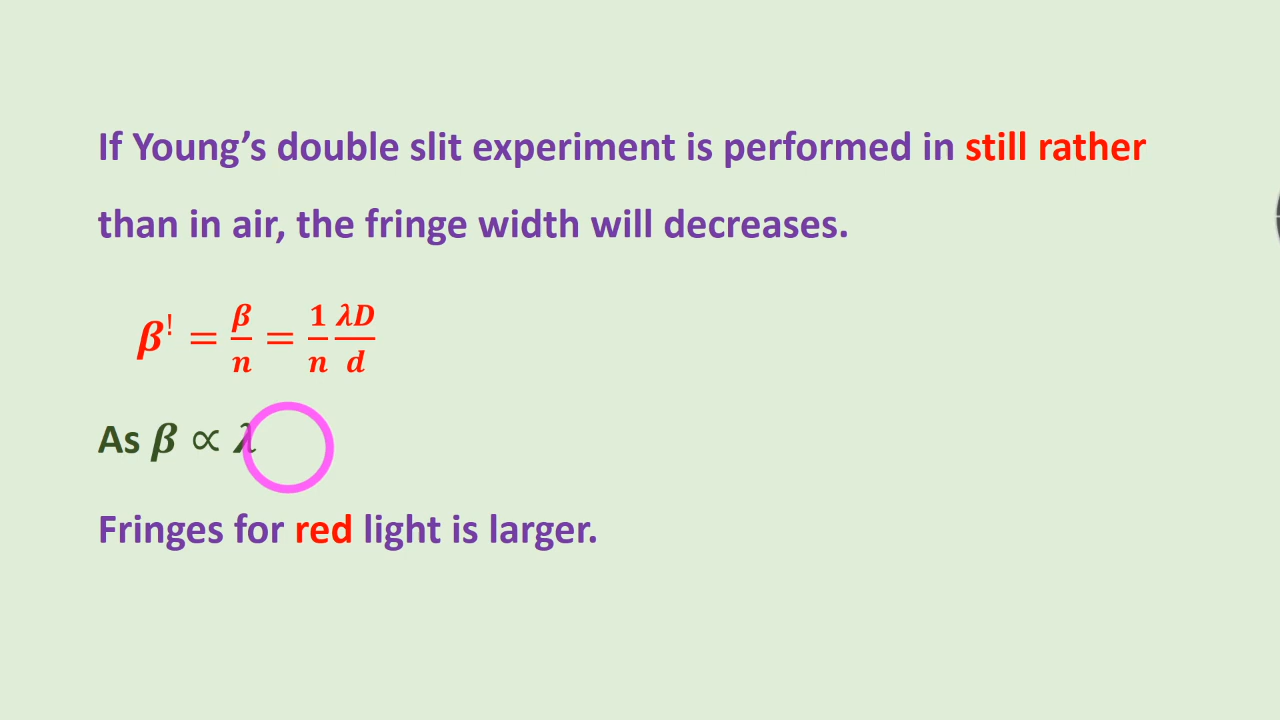 If Young’s double slit experiment is performed in still rather
than in air, the fringe width will decreases.
β! = β/n = 1/n λD/d
As β ∝ λ
Fringes for red light is larger.